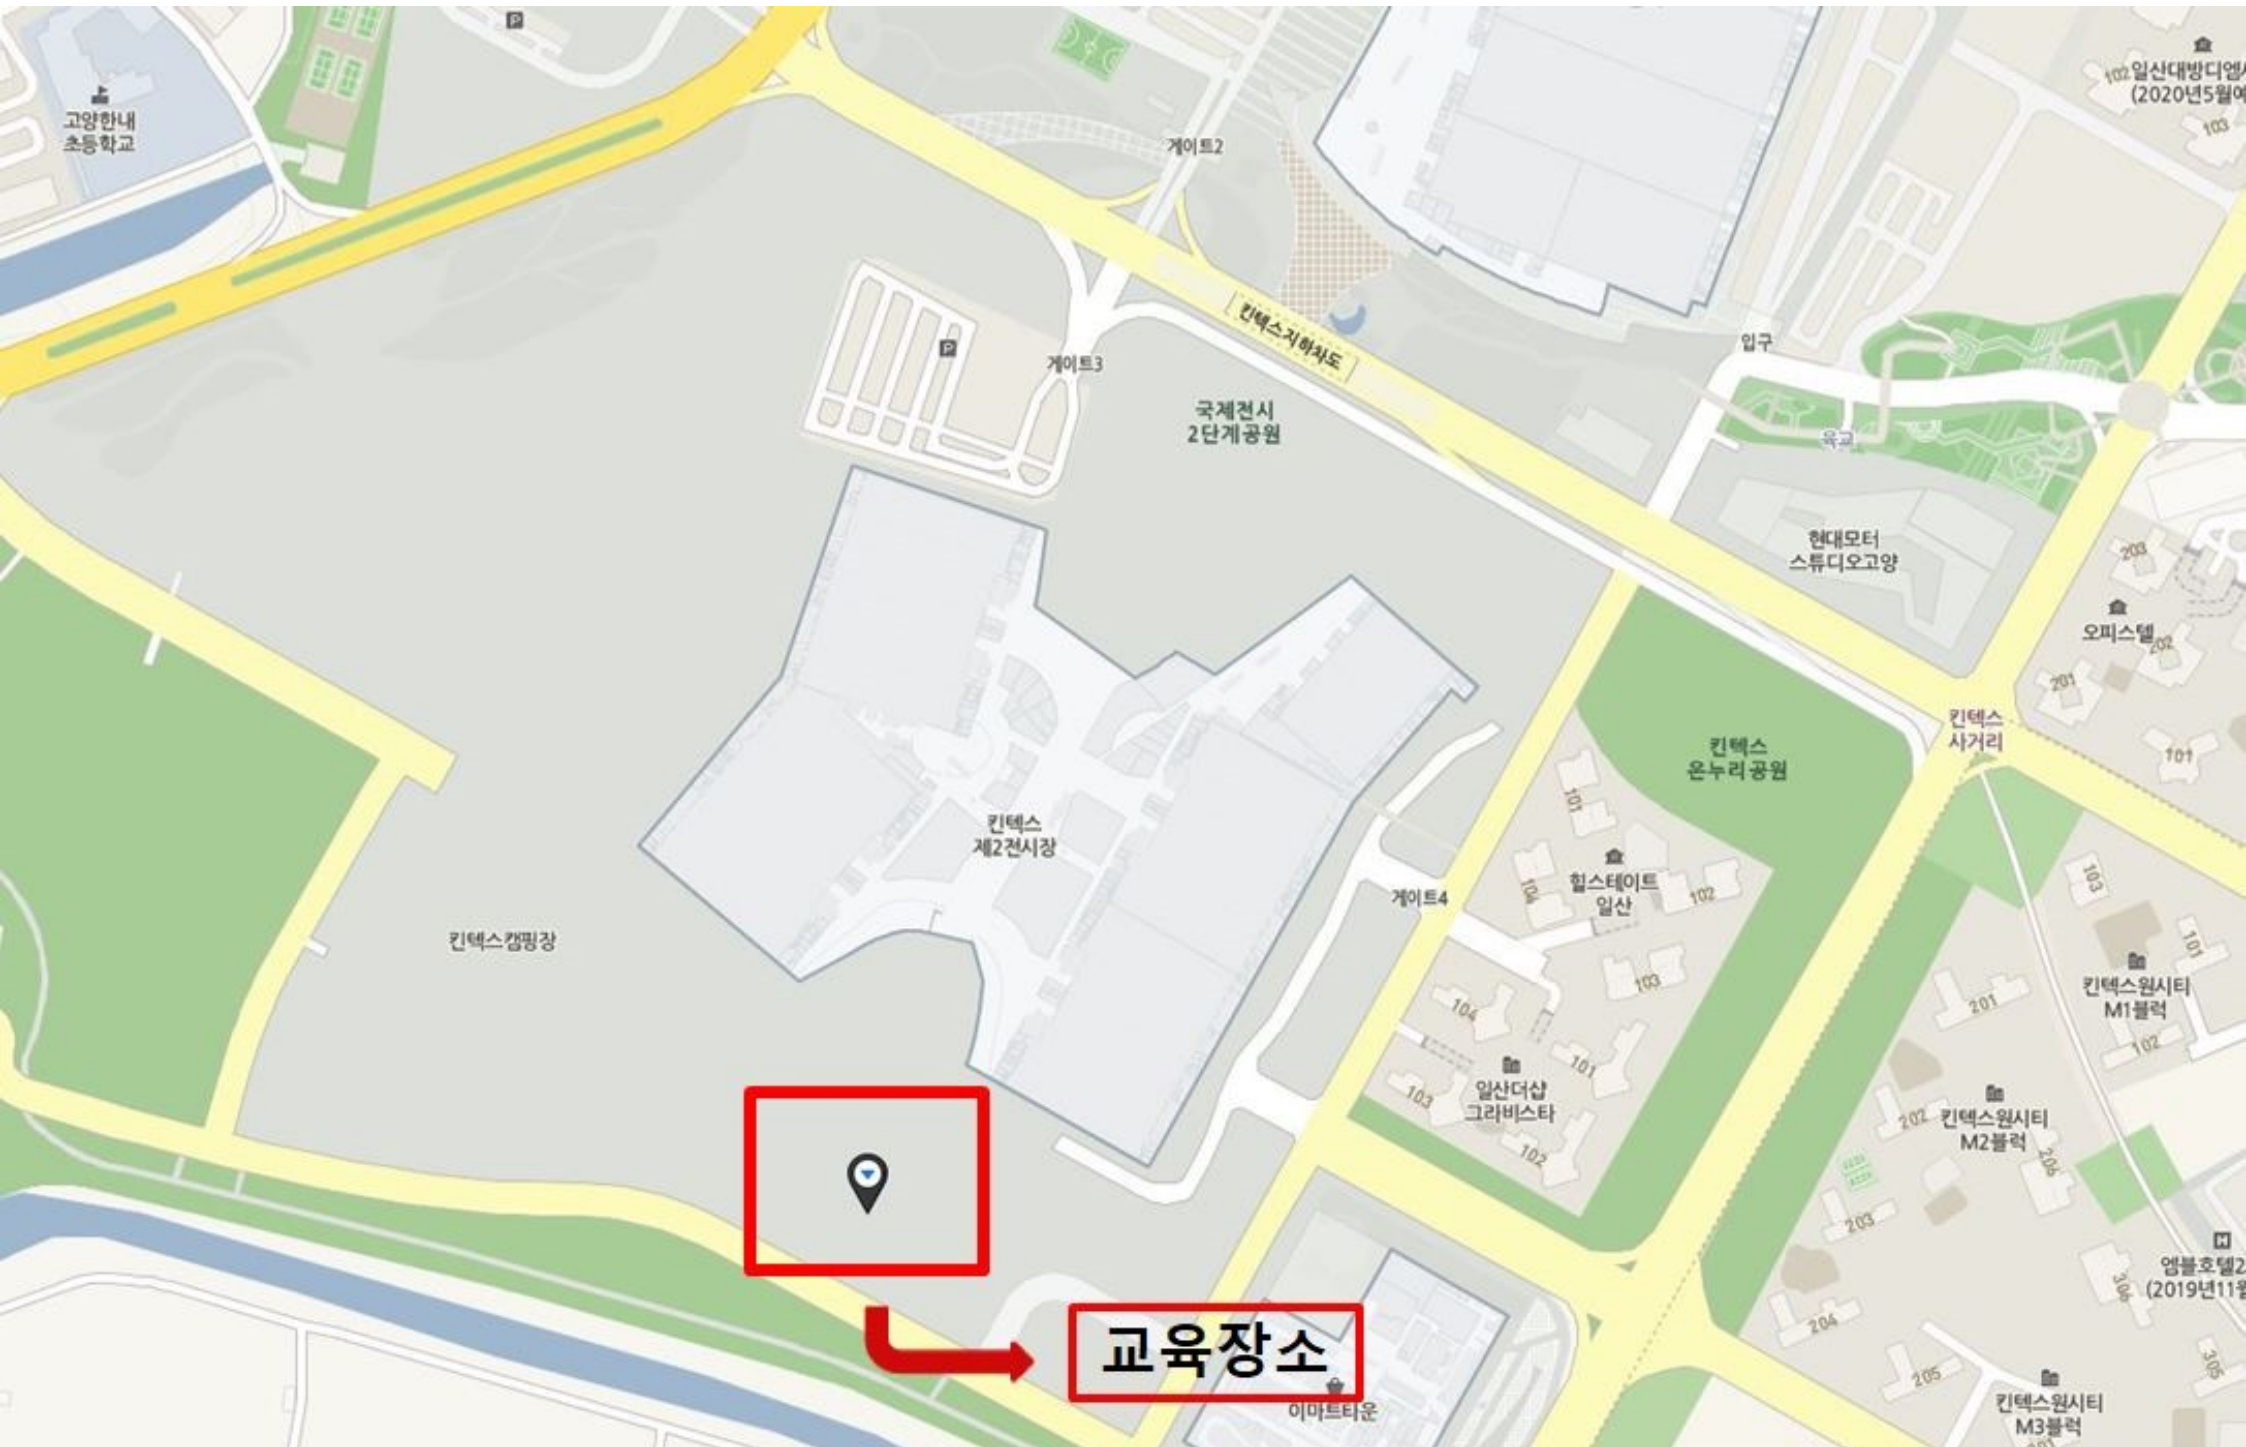 P
고양한내
초등학교
102
일산대방디엠
(2020년5월
103
게이트2
킨텍스지하차도
입구
P
게이트3
국제전시
2단계공원
육교
현대모터
스튜디오고양
203
오피스텔
202
201
킨텍스
사거리
101
킨텍스
온누리공원
101
킨텍스
제2전시장
힐스테이트
일산
104
102
103
게이트4
킨텍스캠핑장
103
101
킨텍스원시티
M1블럭
102
201
103
104
101
일산더샵
그라비스타
103
102
킨텍스원시티
M2블럭
202
206
203
H
엠블호텔2
(2019년11월
306
204
교육장소
이마트타운
205
305
킨텍스원시티
M3블럭